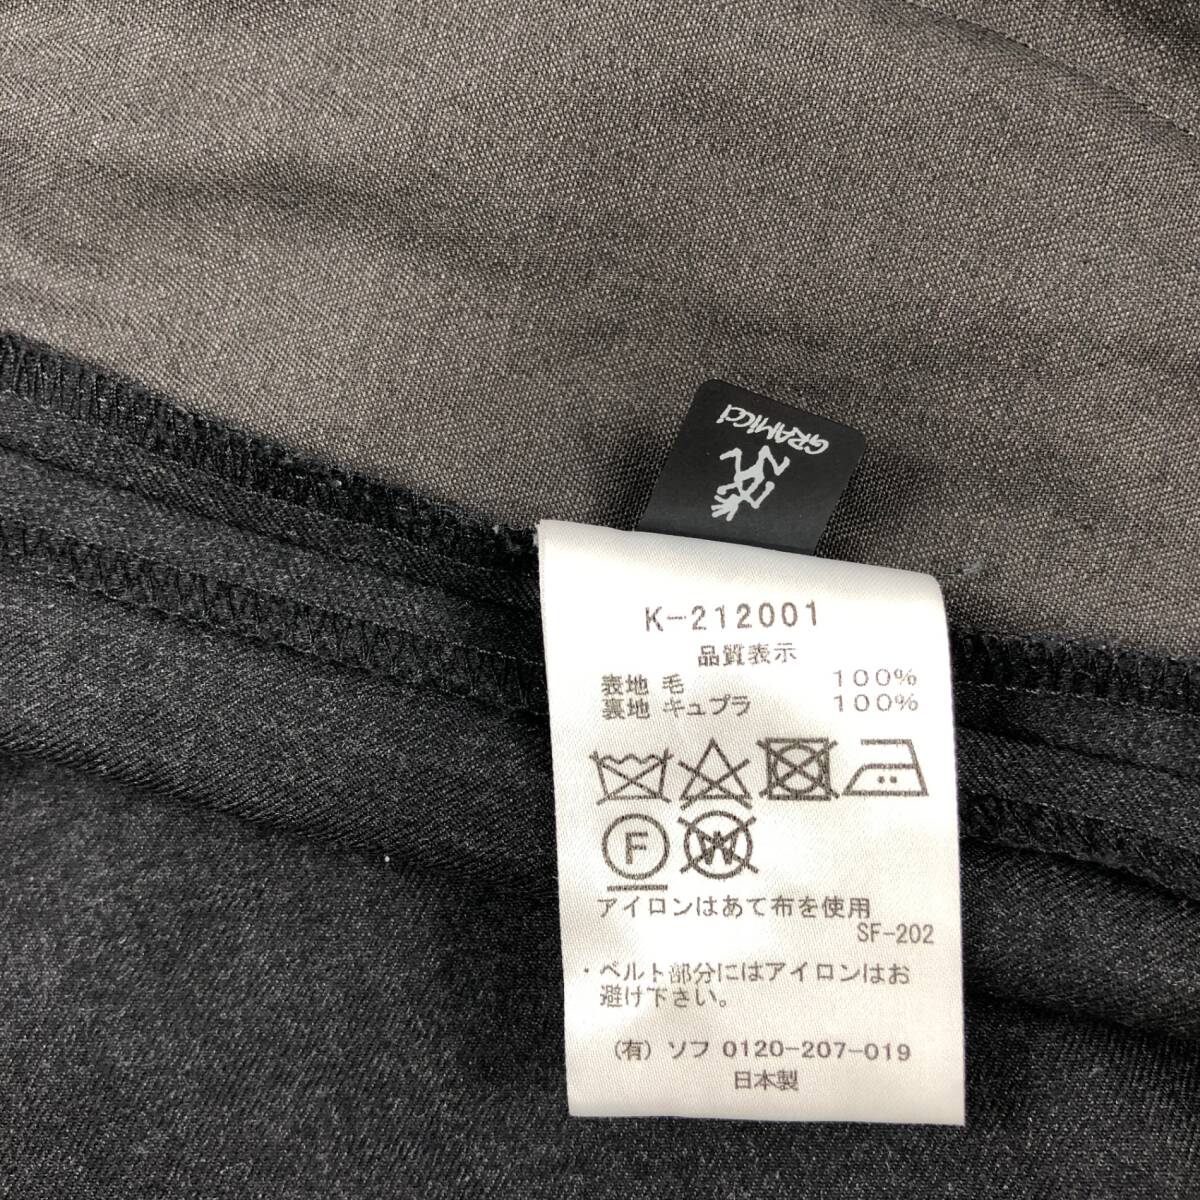 GRAMICCI
K-212001
品質表示
表地 毛 100%
裏地 キュプラ 100%
F
W
アイロンはあて布を使用
SF-202
・ベルト部分にはアイロンはお
避け下さい。
(有) ソフ 0120-207-019
日本製